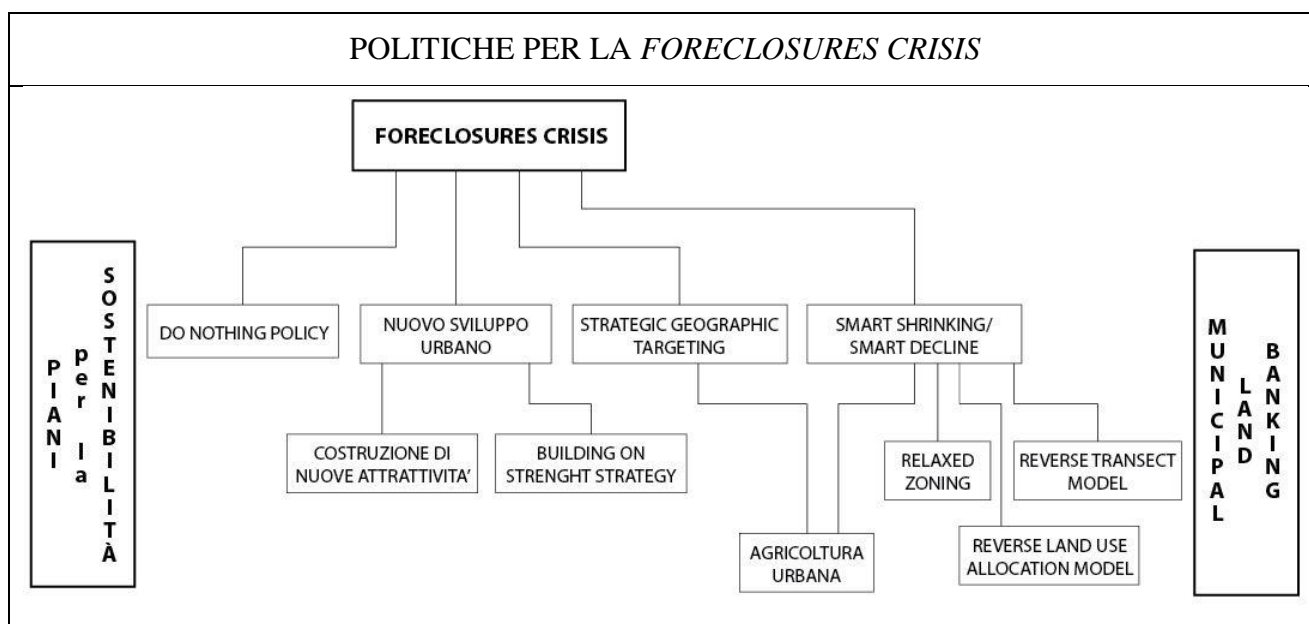 POLITICHE PER LA FORECLOSURES CRISIS
FORECLOSURES CRISIS
PIANI
per la
SOSTENIBILITÀ
DO NOTHING POLICY
NUOVO SVILUPPO
URBANO
STRATEGIC GEOGRAPHIC
TARGETING
SMART SHRINKING/
SMART DECLINE
COSTRUZIONE DI
NUOVE ATTRATTIVITA’
BUILDING ON
STRENGHT STRATEGY
AGRICOLTURA
URBANA
RELAXED
ZONING
REVERSE TRANSECT
MODEL
REVERSE LAND USE
ALLOCATION MODEL
MUNICIPAL
LAND
BANKING